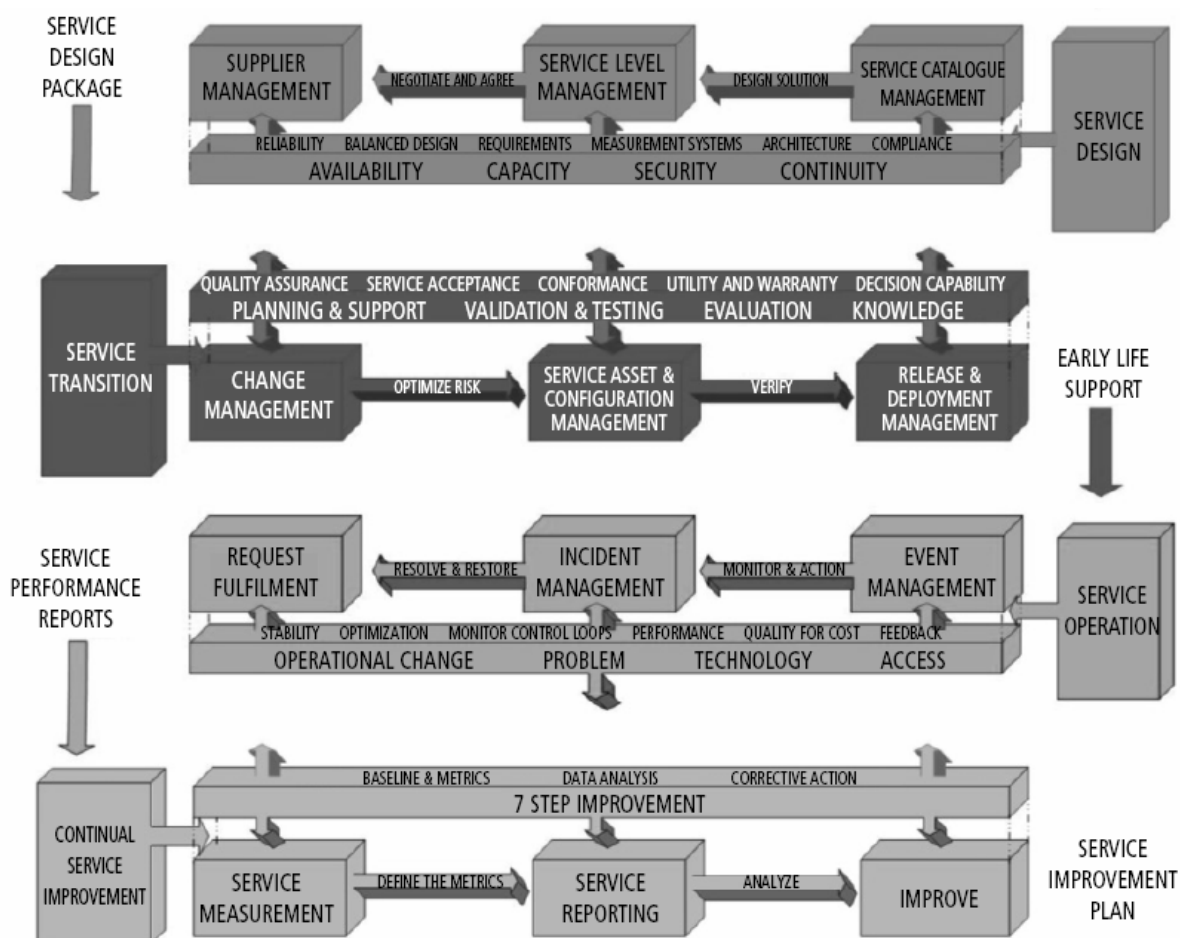 SERVICE
DESIGN
PACKAGE
SUPPLIER
MANAGEMENT
NEGOTIATE AND AGREE
SERVICE LEVEL
MANAGEMENT
DESIGN SOLUTION
SERVICE CATALOGUE
MANAGEMENT
SERVICE
DESIGN
RELIABILITY BALANCED DESIGN REQUIREMENTS MEASUREMENT SYSTEMS ARCHITECTURE COMPLIANCE
AVAILABILITY CAPACITY SECURITY CONTINUITY
QUALITY ASSURANCE SERVICE ACCEPTANCE CONFORMANCE UTILITY AND WARRANTY DECISION CAPABILITY
PLANNING & SUPPORT VALIDATION & TESTING EVALUATION KNOWLEDGE
SERVICE
TRANSITION
CHANGE
MANAGEMENT
OPTIMIZE RISK
SERVICE ASSET &
CONFIGURATION
MANAGEMENT
VERIFY
RELEASE &
DEPLOYMENT
MANAGEMENT
EARLY LIFE
SUPPORT
SERVICE
PERFORMANCE
REPORTS
REQUEST
FULFILMENT
RESOLVE & RESTORE
INCIDENT
MANAGEMENT
MONITOR & ACTION
EVENT
MANAGEMENT
SERVICE
OPERATION
STABILITY OPTIMIZATION MONITOR CONTROL LOOPS PERFORMANCE QUALITY FOR COST FEEDBACK
OPERATIONAL CHANGE PROBLEM TECHNOLOGY ACCESS
BASELINE & METRICS DATA ANALYSIS CORRECTIVE ACTION
7 STEP IMPROVEMENT
CONTINUAL
SERVICE
IMPROVEMENT
SERVICE
MEASUREMENT
DEFINE THE METRICS
SERVICE
REPORTING
ANALYZE
IMPROVE
SERVICE
IMPROVEMENT
PLAN